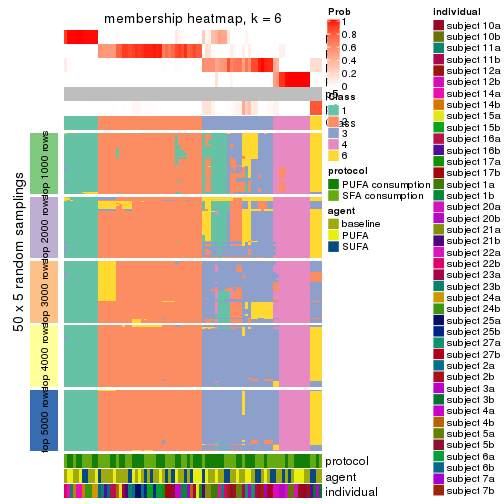 membership heatmap, k = 6
50 x 5 random samplings
top 1000 rows
top 2000 rows
top 3000 rows
top 4000 rows
top 5000 rows
protocol
agent
individual
Prob
1
0.8
0.6
0.4
0.2
0
Class
1
2
3
4
6
protocol
PUFA consumption
SFA consumption
agent
baseline
PUFA
SUFA
individual
subject 10a
subject 10b
subject 11a
subject 11b
subject 12a
subject 12b
subject 14a
subject 14b
subject 15a
subject 15b
subject 16a
subject 16b
subject 17a
subject 17b
subject 1a
subject 1b
subject 20a
subject 20b
subject 21a
subject 21b
subject 22a
subject 22b
subject 23a
subject 23b
subject 24a
subject 24b
subject 25a
subject 25b
subject 27a
subject 27b
subject 2a
subject 2b
subject 3a
subject 3b
subject 4a
subject 4b
subject 5a
subject 5b
subject 6a
subject 6b
subject 7a
subject 7b